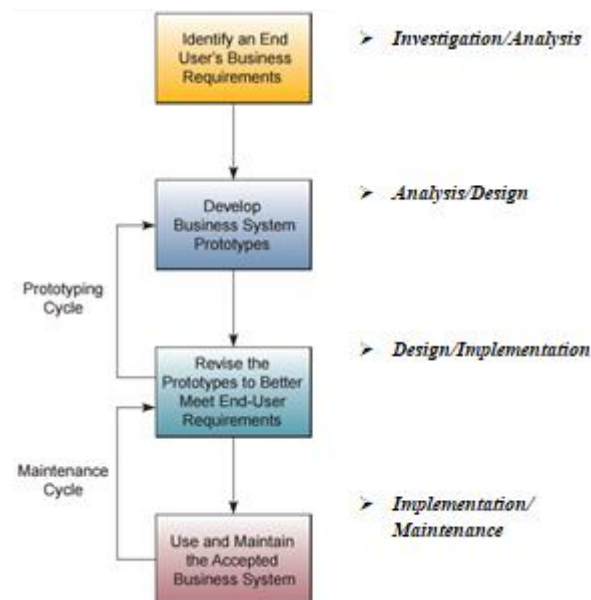 Identify an End
User's Business
Requirements
➢ Investigation/Analysis
Develop
Business System
Prototypes
➢ Analysis/Design
Prototyping
Cycle
Revise the
Prototypes to Better
Meet End-User
Requirements
➢ Design/Implementation
Maintenance
Cycle
Use and Maintain
the Accepted
Business System
➢ Implementation/
Maintenance